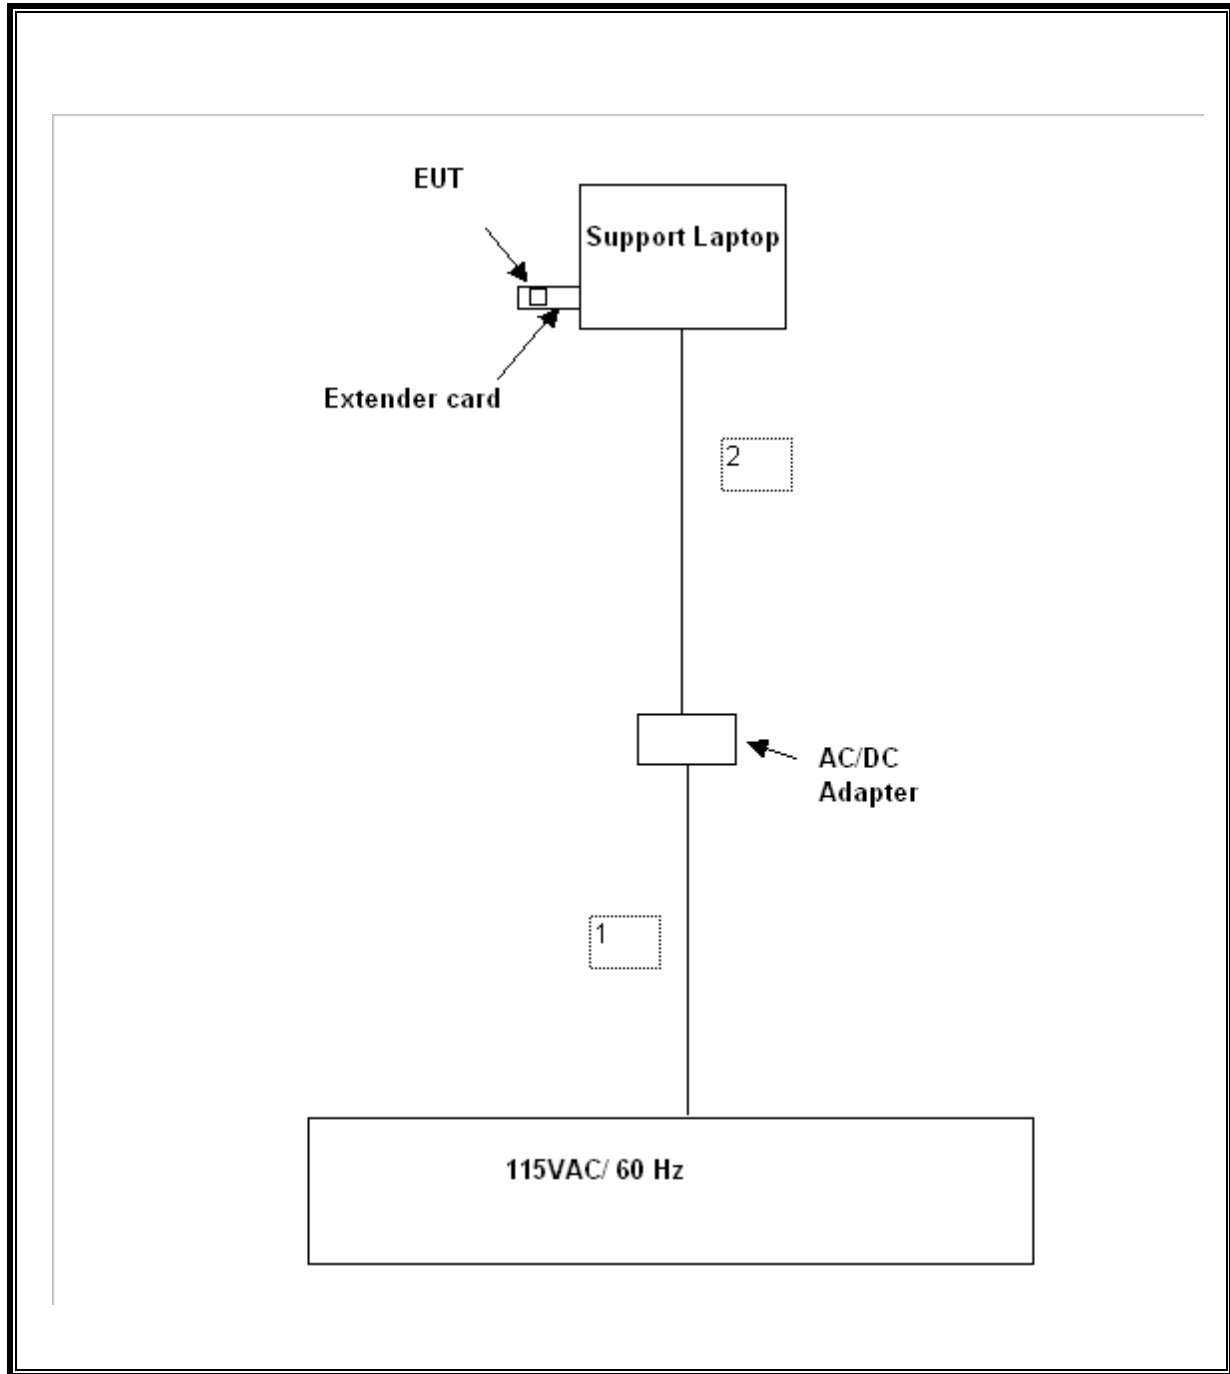 EUT
Support Laptop
Extender card
2
AC/DC
Adapter
1
115VAC/ 60 Hz